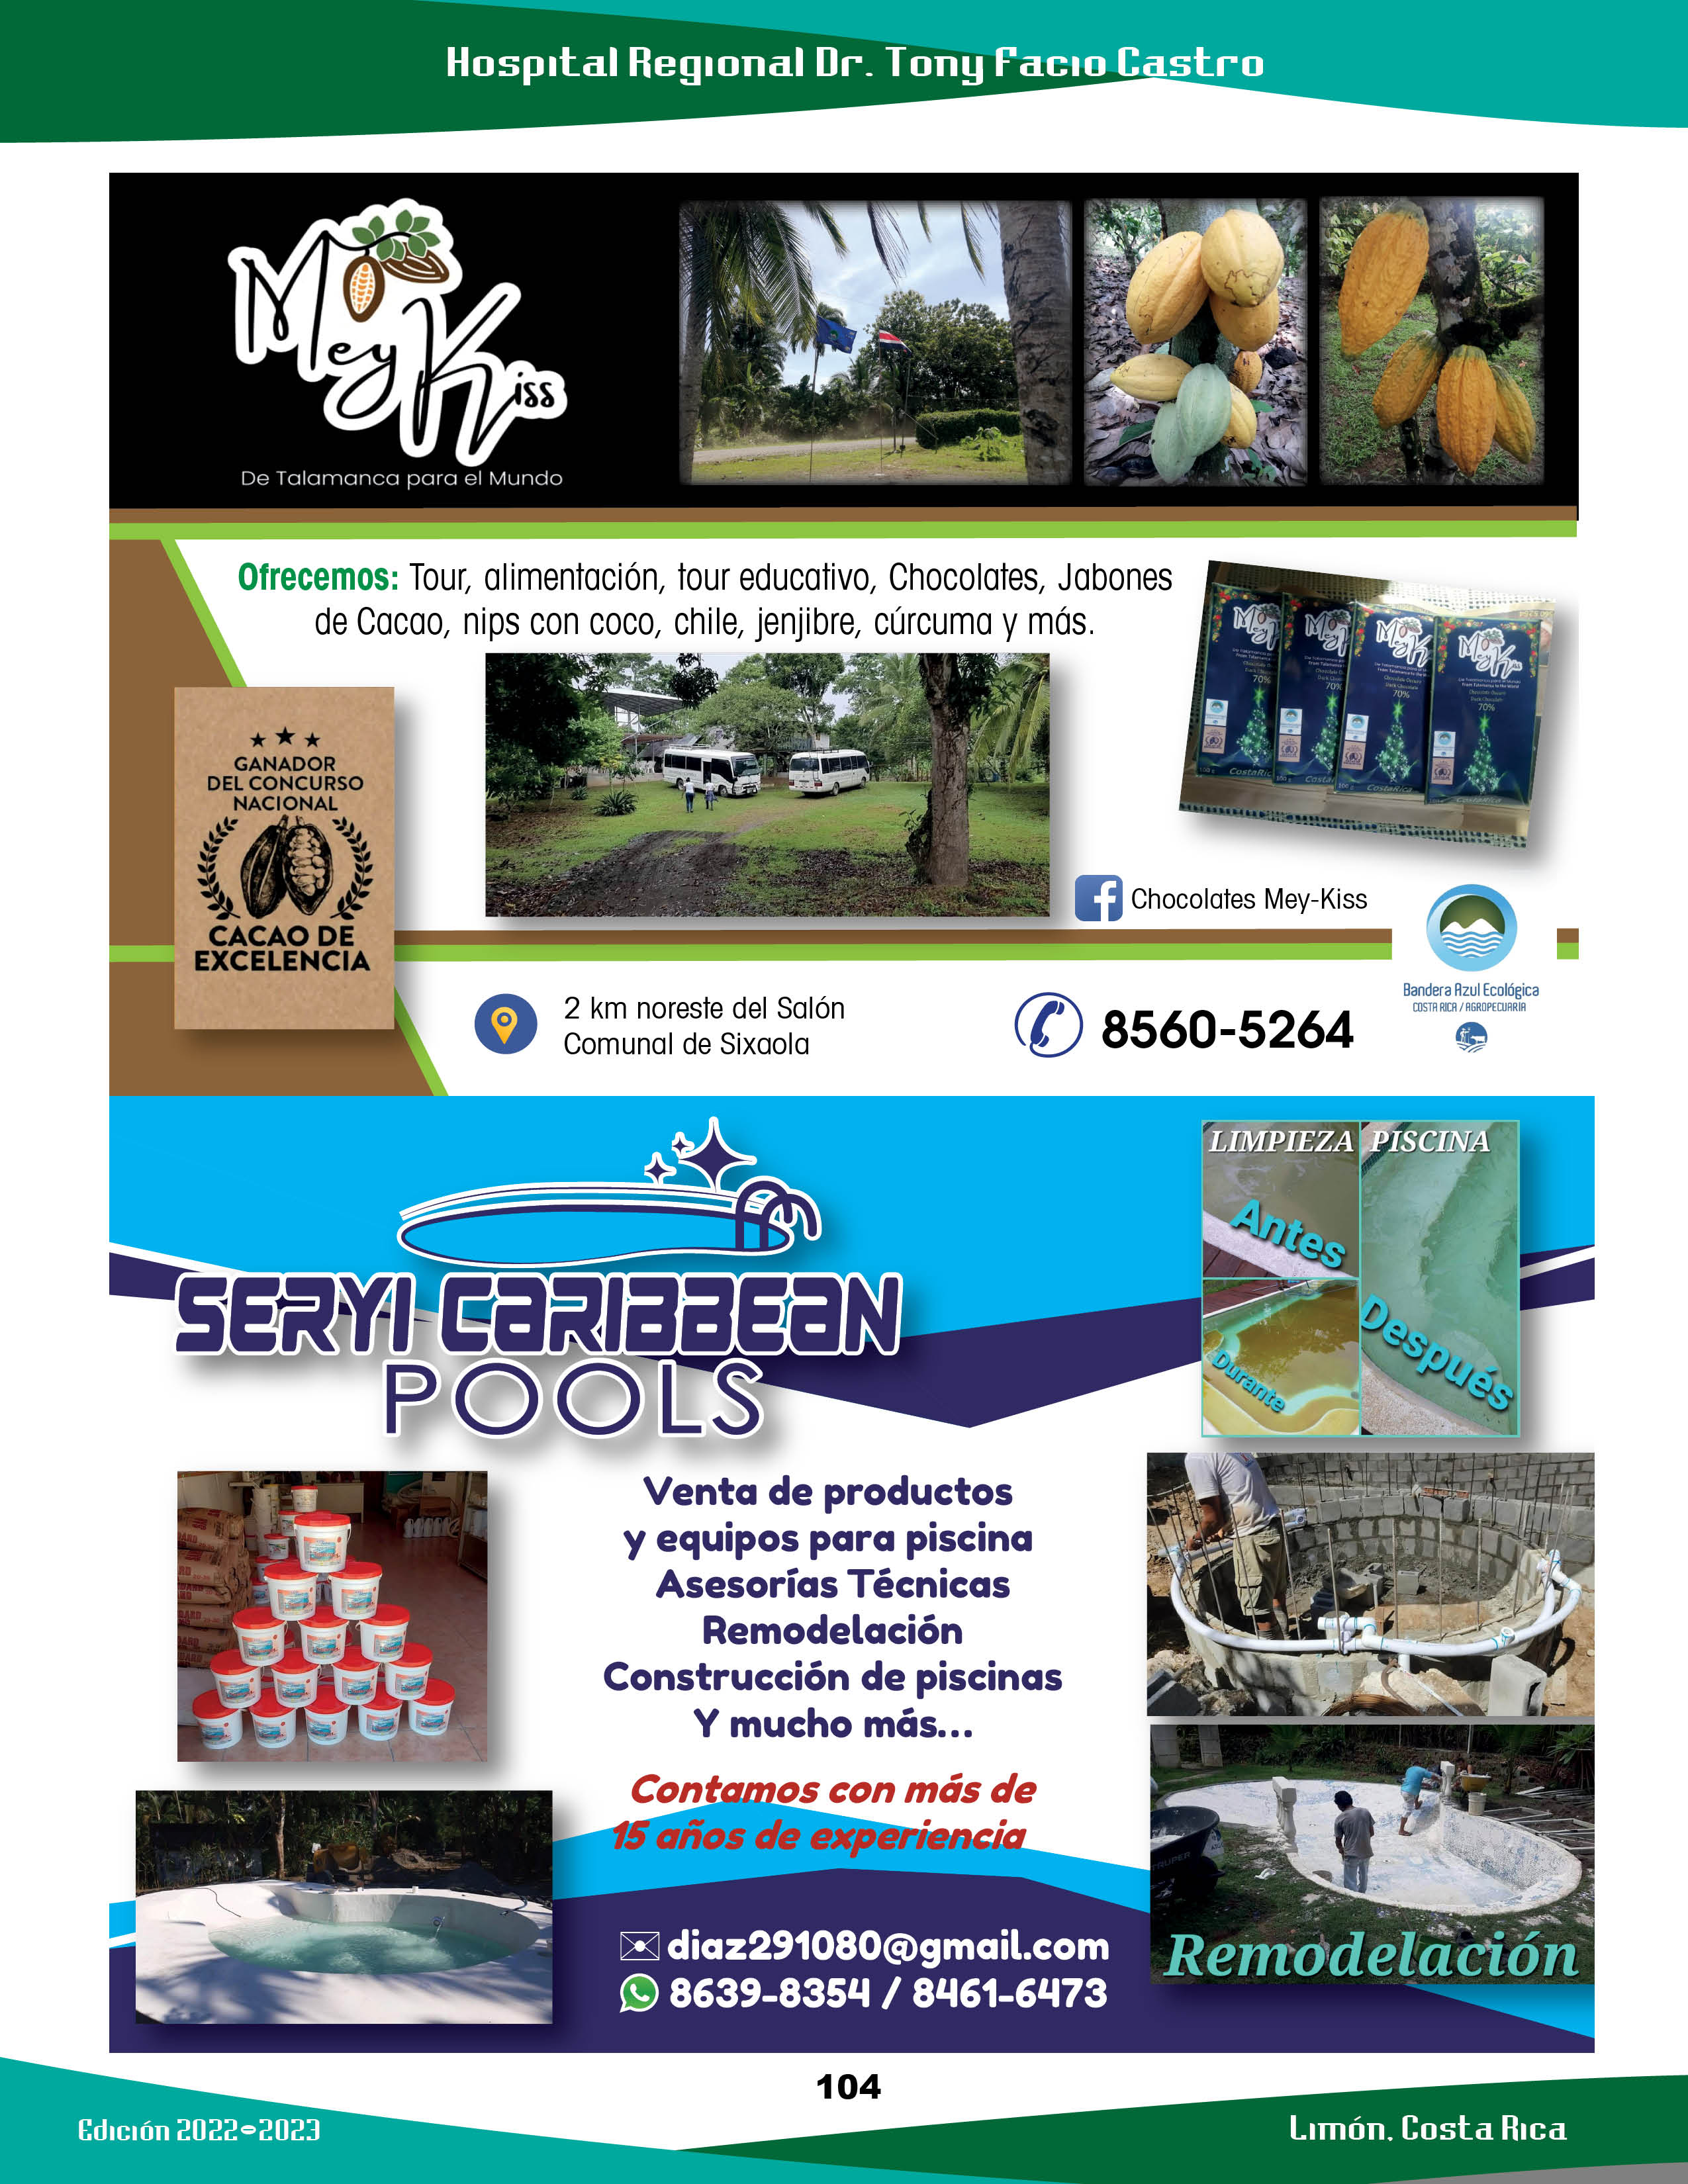 Hospital Regional Dr. Tony Facio Castro
Mey Kiss
De Talamanca para el Mundo
Ofrecemos: Tour, alimentación, tour educativo, Chocolates, Jabones
de Cacao, nips con coco, chile, jenjibre, cúrcuma y más.
GANADOR
DEL CONCURSO
NACIONAL
CACAO DE
EXCELENCIA
Mey Kiss
70%
CostaRica
Chocolates Mey-Kiss
Bandera Azul Ecológica
COSTA RICA / AGROPECUARIA
2 km noreste del Salón
Comunal de Sixaola
8560-5264
SERYI CARIBBEAN
POOLS
LIMPIEZA PISCINA
Antes
Durante
Después
Venta de productos
y equipos para piscina
Asesorías Técnicas
Remodelación
Construcción de piscinas
Y mucho más...
Contamos con más de
15 años de experiencia
diaz291080@gmail.com
8639-8354 / 8461-6473
TRUPER
Remodelación
104
Edición 2022-2023
Limón, Costa Rica